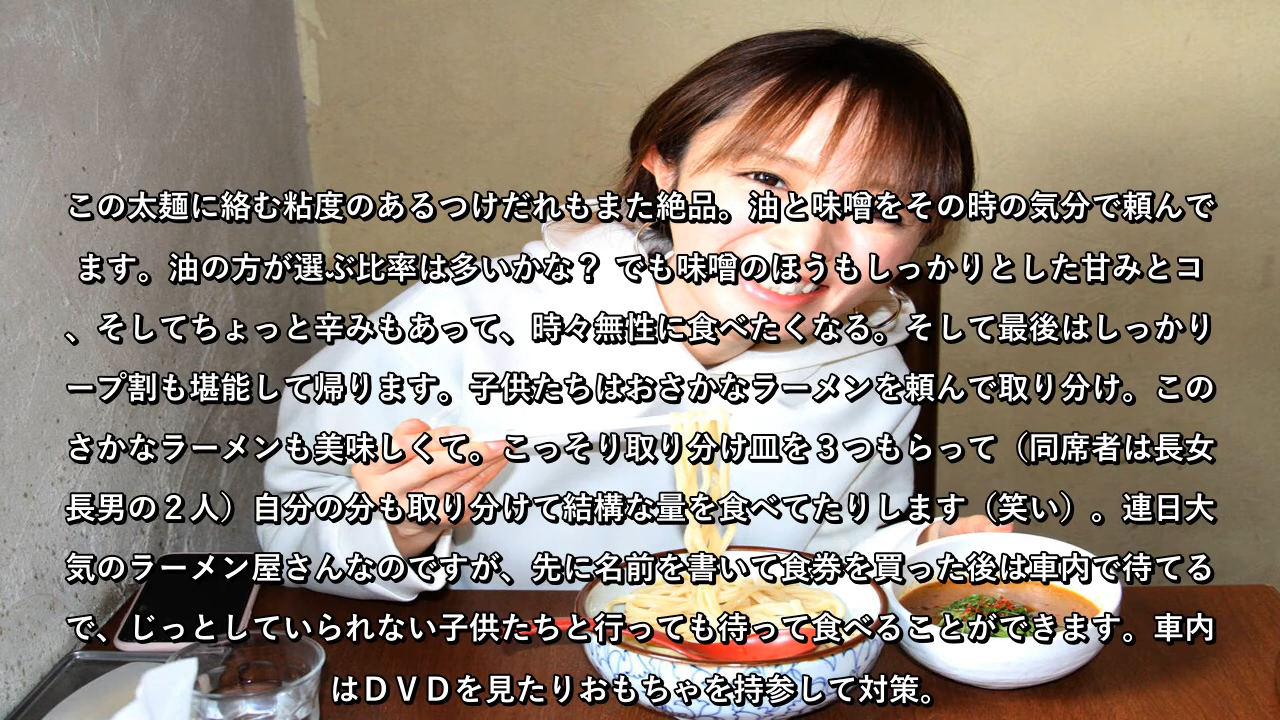 この太麺に絡む粘度のあるつけだれもまた絶品。油と味噌をその時の気分で頼んで
ます。油の方が選ぶ比率は多いかな？ でも味噌のほうもしっかりとした甘みとコ
、そしてちょっと辛みもあって、時々無性に食べたくなる。そして最後はしっかり
ープ割も堪能して帰ります。子供たちはおさかなラーメンを頼んで取り分け。この
さかなラーメンも美味しくて。こっそり取り分け皿を３つもらって（同席者は長女
長男の２人）自分の分も取り分けて結構な量を食べてたりします（笑い）。連日大
気のラーメン屋さんなのですが、先に名前を書いて食券を買った後は車内で待てる
で、じっとしていられない子供たちと行っても待って食べることができます。車内
はＤＶＤを見たりおもちゃを持参して対策。